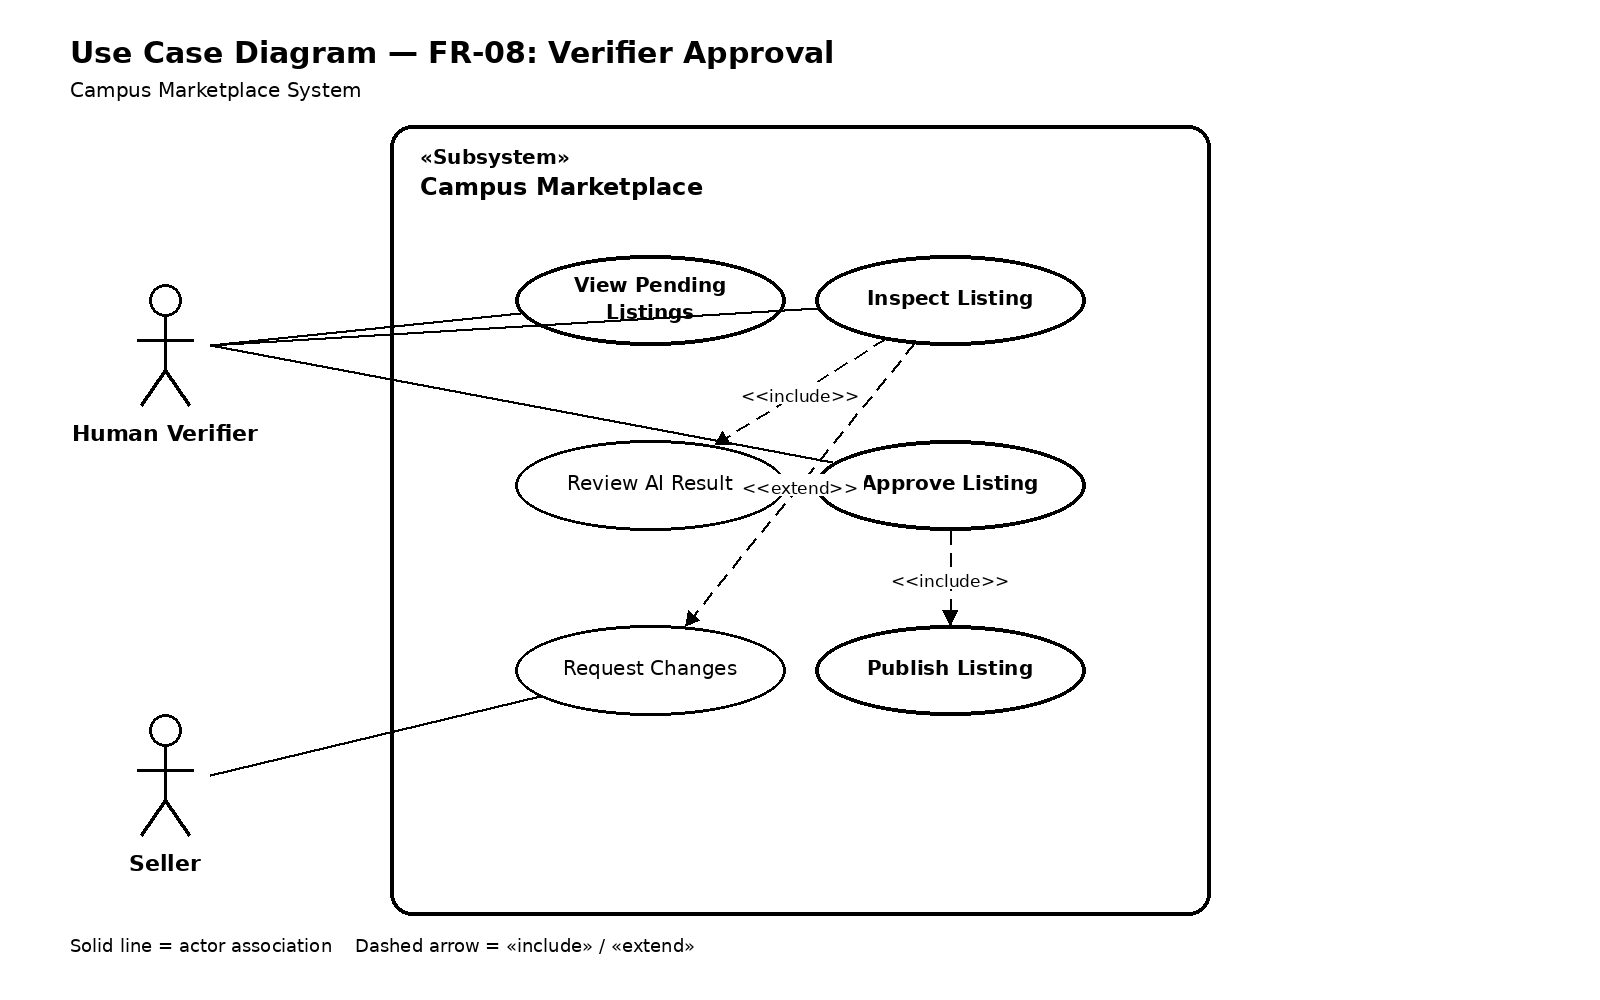 Use Case Diagram — FR-08: Verifier Approval
Campus Marketplace System
«Subsystem»
Campus Marketplace
View Pending
Listings
Inspect Listing
Human Verifier
<<include>>
Review AI Result
<<extend>>
Approve Listing
<<include>>
Request Changes
Publish Listing
Seller
Solid line = actor association    Dashed arrow = «include» / «extend»